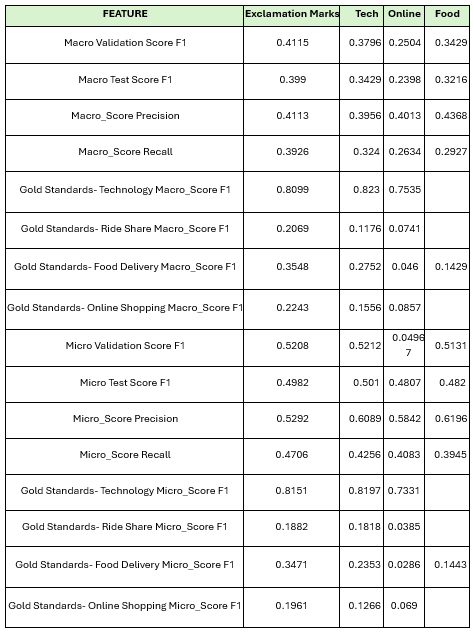 FEATURE Exclamation Marks Tech Online Food
Macro Validation Score F1 0.4115 0.3796 0.2504 0.3429
Macro Test Score F1 0.399 0.3429 0.2398 0.3216
Macro_Score Precision 0.4113 0.3956 0.4013 0.4368
Macro_Score Recall 0.3926 0.324 0.2634 0.2927
Gold Standards- Technology Macro_Score F1 0.8099 0.823 0.7535
Gold Standards- Ride Share Macro_Score F1 0.2069 0.1176 0.0741
Gold Standards- Food Delivery Macro_Score F1 0.3548 0.2752 0.046 0.1429
Gold Standards- Online Shopping Macro_Score F1 0.2243 0.1556 0.0857
Micro Validation Score F1 0.5208 0.5212 0.0496
7 0.5131
Micro Test Score F1 0.4982 0.501 0.4807 0.482
Micro_Score Precision 0.5292 0.6089 0.5842 0.6196
Micro_Score Recall 0.4706 0.4256 0.4083 0.3945
Gold Standards- Technology Micro_Score F1 0.8151 0.8197 0.7331
Gold Standards- Ride Share Micro_Score F1 0.1882 0.1818 0.0385
Gold Standards- Food Delivery Micro_Score F1 0.3471 0.2353 0.0286 0.1443
Gold Standards- Online Shopping Micro_Score F1 0.1961 0.1266 0.069